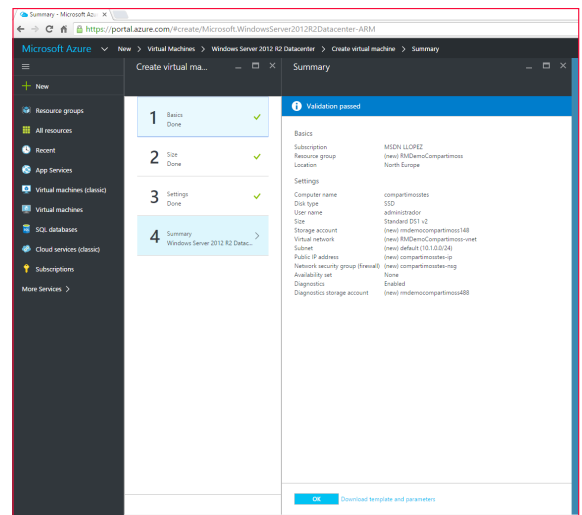 Summary - Microsoft Azu
https://portal.azure.com/#create/Microsoft.WindowsServer2012R2Datacenter-ARM
Microsoft Azure New > Virtual Machines > Windows Server 2012 R2 Datacenter > Create virtual machine > Summary
New
Resource groups
All resources
Recent
App Services
Virtual machines (classic)
Virtual machines
SQL databases
Cloud services (classic)
Subscriptions
More Services >
Create virtual ma...
1 Basics
Done
2 Size
Done
3 Settings
Done
4 Summary
Windows Server 2012 R2 Datac...
Summary
Validation passed
Basics
Subscription MSDN LLOPEZ
Resource group (new) RMDemoCompartimoss
Location North Europe
Settings
Computer name compartimosstes
Disk type SSD
User name administrador
Size Standard DS1 v2
Storage account (new) rmdemocompartimoss148
Virtual network (new) RMDemoCompartimoss-vnet
Subnet (new) default (10.1.0.0/24)
Public IP address (new) compartimosstes-ip
Network security group (firewall) (new) compartimosstes-nsg
Availability set None
Diagnostics Enabled
Diagnostics storage account (new) rmdemocompartimoss488
OK Download template and parameters